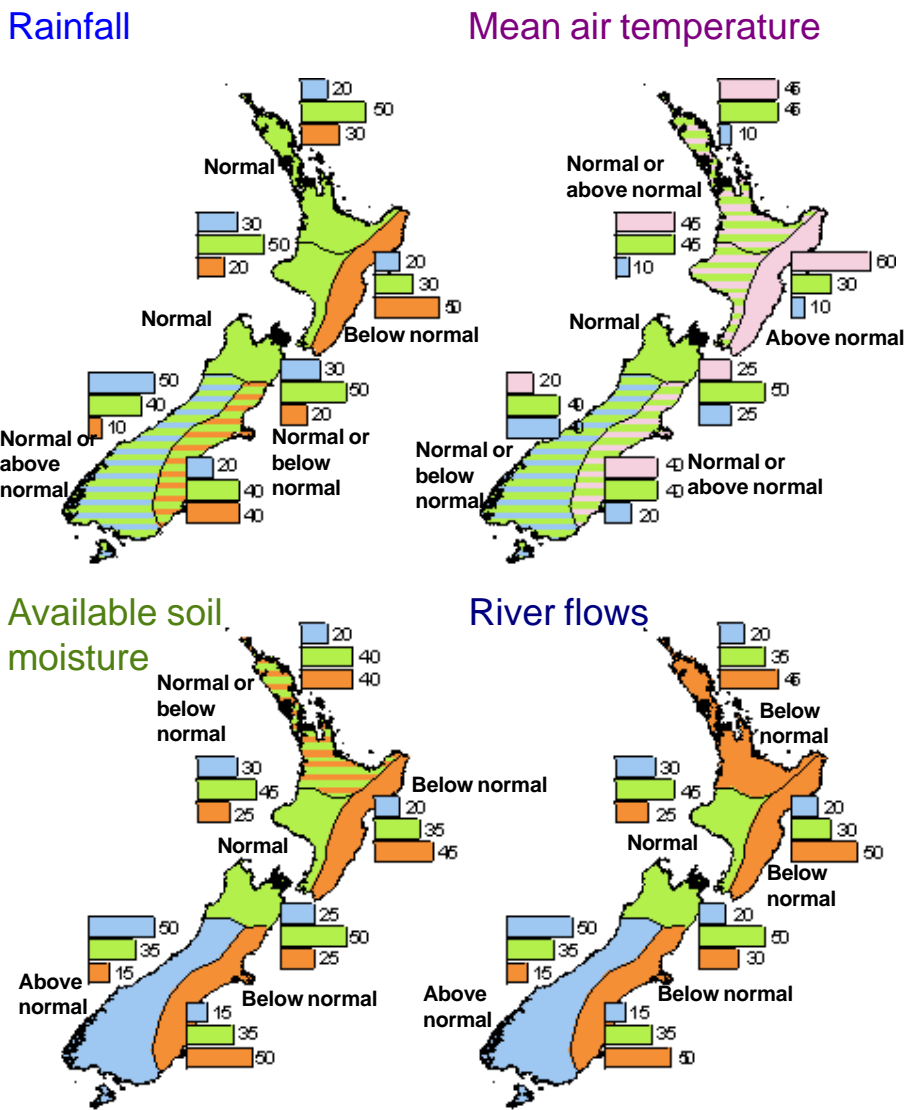 Rainfall
20
50
30
Normal
30
50
20
20
30
50
Below normal
Normal
30
50
20
50
40
10
Normal or
above
normal
Normal or
below
normal
20
40
40
Mean air temperature
45
45
10
Normal or
above normal
45
45
10
60
30
10
Above normal
Normal
25
50
25
20
40
Normal or
below
normal
40
40
20
Normal or
above normal
Available soil
moisture
20
40
40
Normal or
below
normal
30
45
25
Below normal
20
35
45
Normal
25
50
25
50
35
15
Above
normal
Below normal
15
35
50
River flows
20
35
45
Below
normal
30
45
25
20
30
50
Below
normal
Normal
20
50
30
50
35
15
Above
normal
Below normal
15
35
50